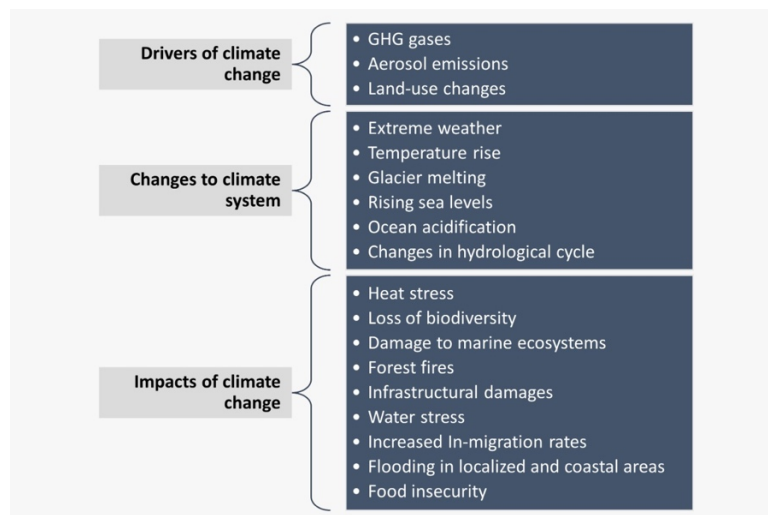 Drivers of climate
change
• GHG gases
• Aerosol emissions
• Land-use changes
Changes to climate
system
• Extreme weather
• Temperature rise
• Glacier melting
• Rising sea levels
• Ocean acidification
• Changes in hydrological cycle
Impacts of climate
change
• Heat stress
• Loss of biodiversity
• Damage to marine ecosystems
• Forest fires
• Infrastructural damages
• Water stress
• Increased In-migration rates
• Flooding in localized and coastal areas
• Food insecurity